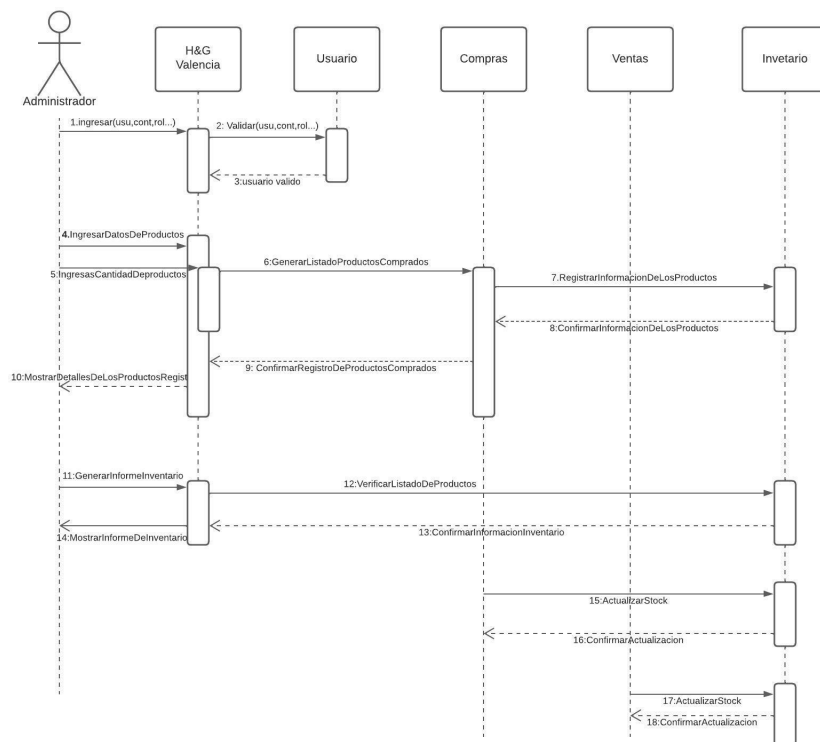 H&G
Valencia
Usuario
Compras
Ventas
Invetario
Administrador
1.ingresar(usu,cont,rol...)
2: Validar(usu,cont,rol...)
3:usuario valido
4.IngresarDatosDeProductos
5:IngresasCantidadDeproductos
6:GenerarListadoProductosComprados
7.RegistrarInformacionDeLosProductos
8:ConfirmarInformacionDeLosProductos
9: ConfirmarRegistroDeProductosComprados
10:MostrarDetallesDeLosProductosRegist
11:GenerarInformeInventario
12:VerificarListadoDeProductos
13:ConfirmarInformacionInventario
14:MostrarInformeDeInventario
15:ActualizarStock
16:ConfirmarActualizacion
17:ActualizarStock
18:ConfirmarActualizacion